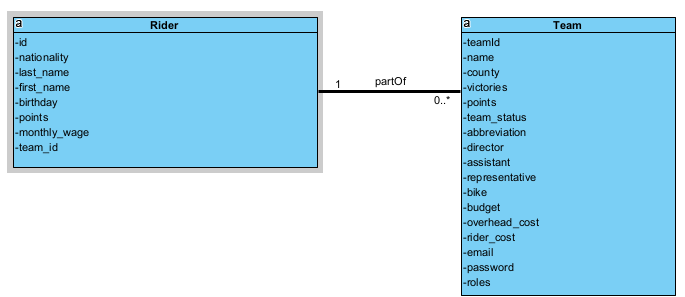 a
Rider
-id
-nationality
-last_name
-first_name
-birthday
-points
-monthly_wage
-team_id
1
partOf
0..*
a
Team
-teamId
-name
-county
-victories
-points
-team_status
-abbreviation
-director
-assistant
-representative
-bike
-budget
-overhead_cost
-rider_cost
-email
-password
-roles